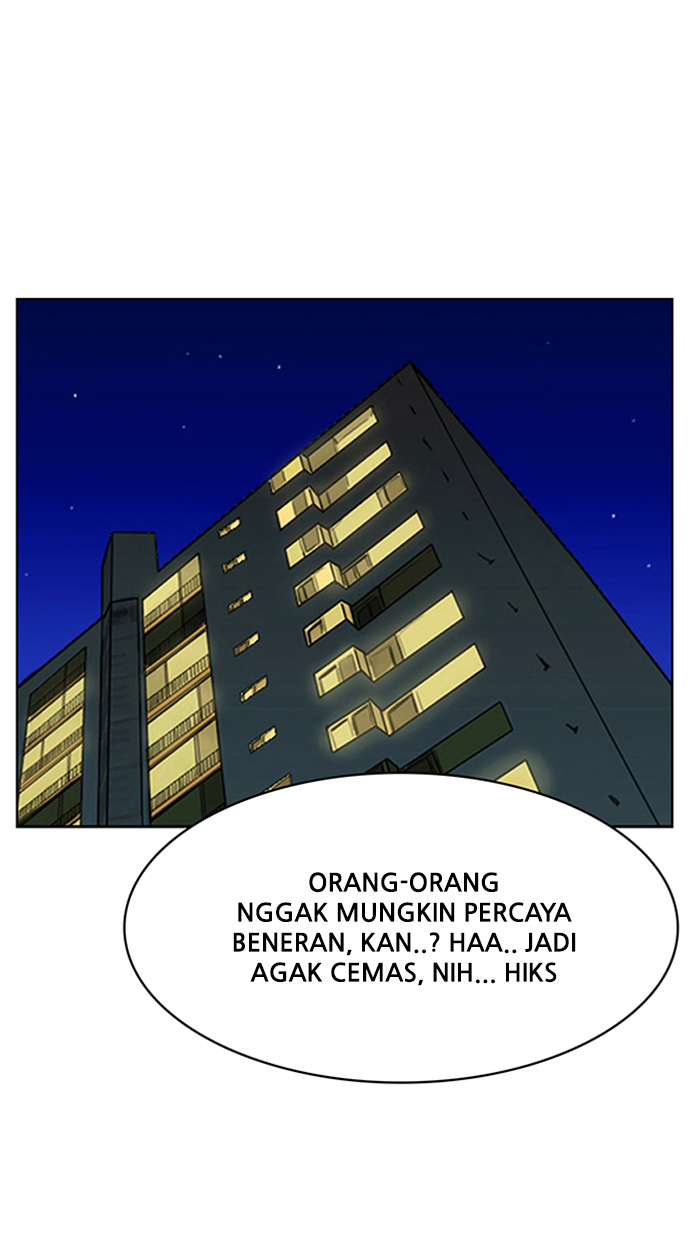 ORANG-ORANG
NGGAK MUNGKIN PERCAYA
BENERAN, KAN..? HAA.. JADI
AGAK CEMAS, NIH... HIKS